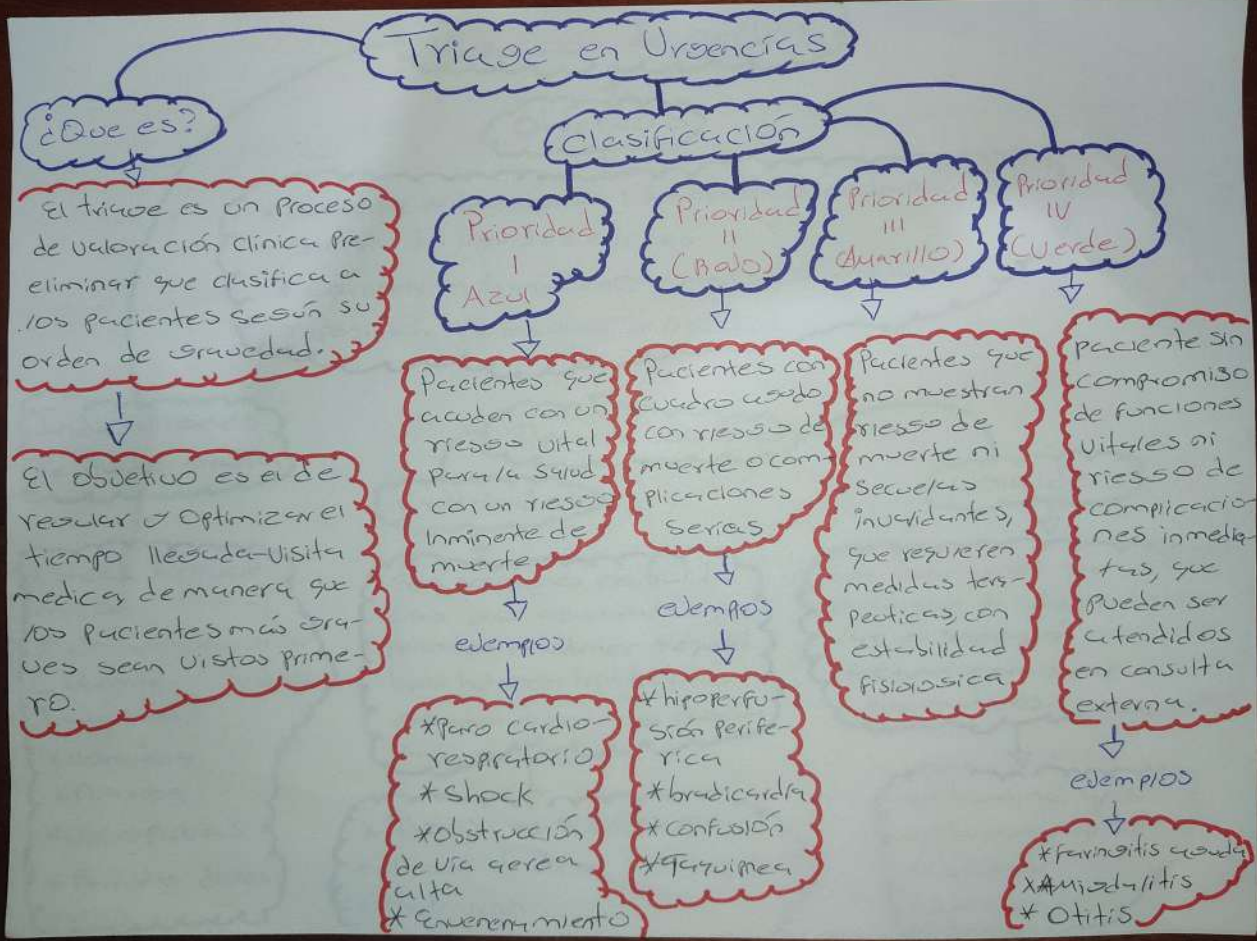 Triage en Urgencias
¿Que es?
El triage es un Proceso
de valoración clínica Pre-
eliminar que clasifica a
los pacientes según su
orden de gravedad.
El objetivo es el de
regular y Optimizar el
tiempo llegada-Visita
medica, de manera que
los pacientes más gra-
ves sean vistos prime-
ro.
Clasificación
Prioridad
I
Azul
Pacientes que
acuden con un
riesgo vital
para la salud
con un riesgo
Inminente de
muerte
ejemplos
*Paro cardio-
respiratorio
* Shock
*Obstrucción
de via aerea
alta
* Envenenamiento
Prioridad
II
(Rojo)
Pacientes con
cuadro agudo
con riesgo de
muerte o com-
plicaciones
serias
ejemplos
* hipoperfu-
sión perife-
rica
* bradicardía
* confusión
*Taquipnea
Prioridad
III
(Amarillo)
Pacientes que
no muestran
riesgo de
muerte ni
secuelas
invalidantes,
que requieren
medidas tera-
peuticas, con
estabilidad
fisiologica
Prioridad
IV
(Verde)
paciente sin
compromiso
de funciones
vitales ni
riesgo de
complicacio
nes inmedia-
tas, que
pueden ser
atendidos
en consulta
externa.
ejemplos
* faringitis aguda
*Amigdalitis
* Otitis